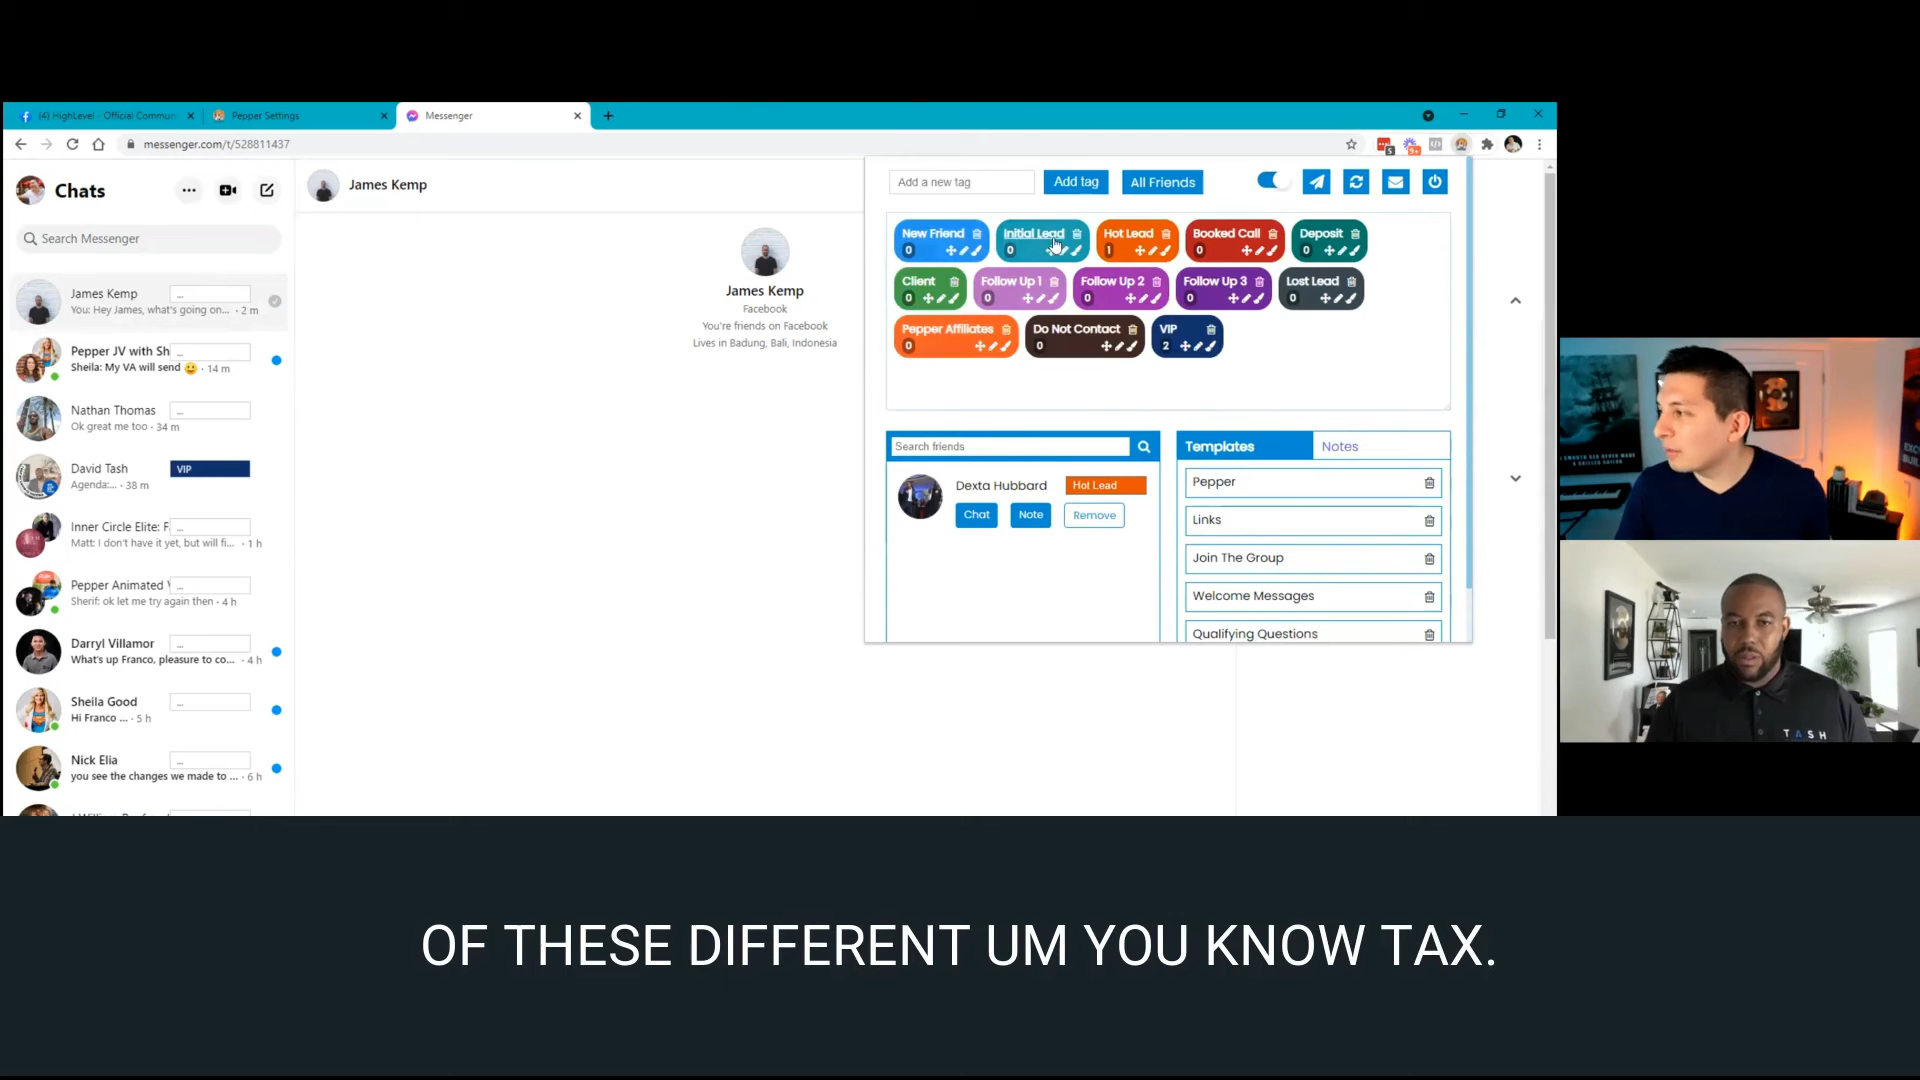 (4) HighLevel - Official Commun
Pepper Settings
Messenger
messenger.com/t/528811437
Chats
Search Messenger
James Kemp
...
You: Hey James, what's going on... · 2 m
Pepper JV with Sh
...
Sheila: My VA will send · 14 m
Nathan Thomas
...
Ok great me too · 34 m
David Tash
VIP
Agenda:... · 38 m
Inner Circle Elite: F
...
Matt: I don't have it yet, but will fi... · 1 h
Pepper Animated
...
Sherif: ok let me try again then · 4 h
Darryl Villamor
...
What's up Franco, pleasure to co... · 4 h
Sheila Good
...
Hi Franco ... · 5 h
Nick Elia
...
you see the changes we made to ... · 6 h
James Kemp
James Kemp
Facebook
You're friends on Facebook
Lives in Badung, Bali, Indonesia
Add a new tag
Add tag
All Friends
New Friend
0
Initial Lead
0
Hot Lead
1
Booked Call
0
Deposit
0
Client
0
Follow Up 1
0
Follow Up 2
0
Follow Up 3
0
Lost Lead
0
Pepper Affiliates
0
Do Not Contact
0
VIP
2
Search friends
Dexta Hubbard
Hot Lead
Chat
Note
Remove
Templates
Notes
Pepper
Links
Join The Group
Welcome Messages
Qualifying Questions
TASH
OF THESE DIFFERENT UM YOU KNOW TAX.